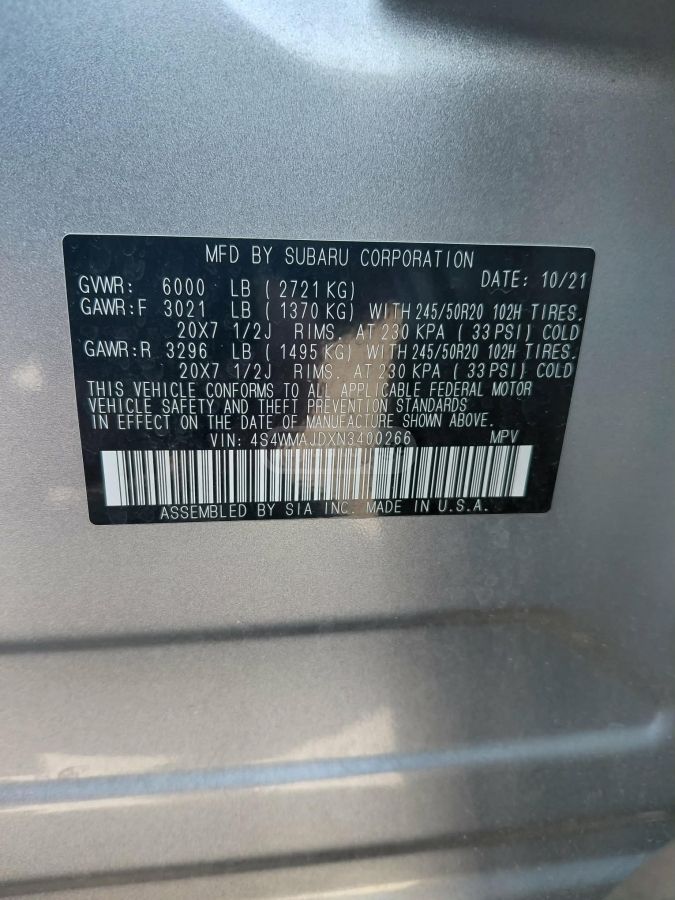 MFD BY SUBARU CORPORATION
DATE: 10/21
GVWR: 6000 LB ( 2721 KG)
GAWR:F 3021 LB ( 1370 KG) WITH 245/50R20 102H TIRES.
20X7 1/2J RIMS. AT 230 KPA ( 33 PSI) COLD
GAWR:R 3296 LB ( 1495 KG) WITH 245/50R20 102H TIRES.
20X7 1/2J RIMS. AT 230 KPA ( 33 PSI) COLD
THIS VEHICLE CONFORMS TO ALL APPLICABLE FEDERAL MOTOR
VEHICLE SAFETY AND THEFT PREVENTION STANDARDS
IN EFFECT ON THE DATE OF MANUFACTURE SHOWN ABOVE.
VIN: 4S4WMAJDXN3400266 MPV
ASSEMBLED BY SIA INC. MADE IN U.S.A.